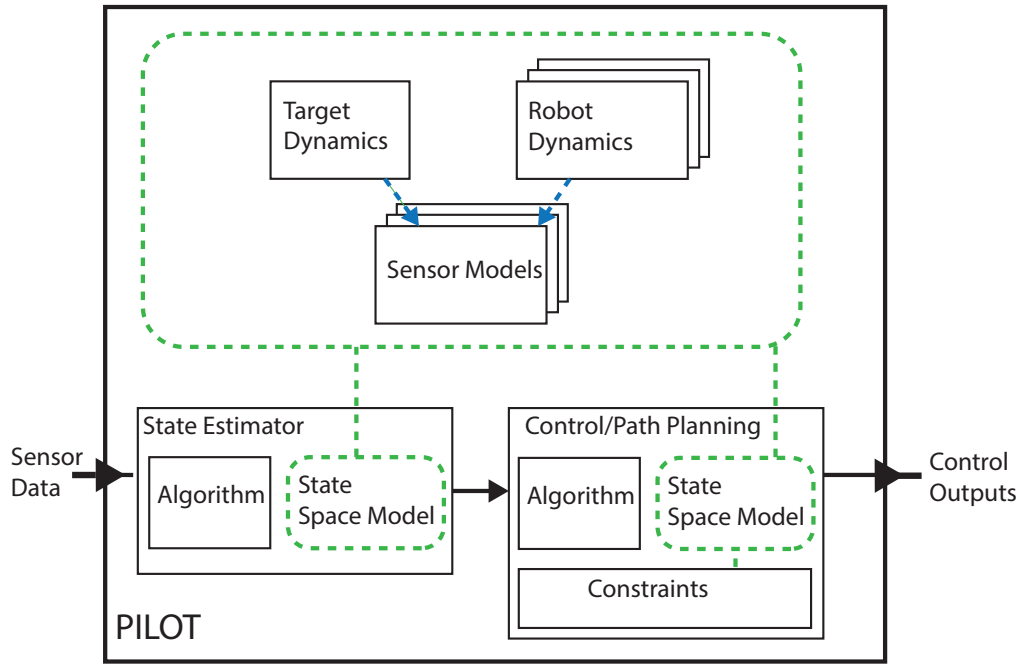 Target
Dynamics
Robot
Dynamics
Sensor Models
State Estimator
Algorithm
State
Space Model
Control/Path Planning
Algorithm
State
Space Model
Constraints
Sensor
Data
Control
Outputs
PILOT